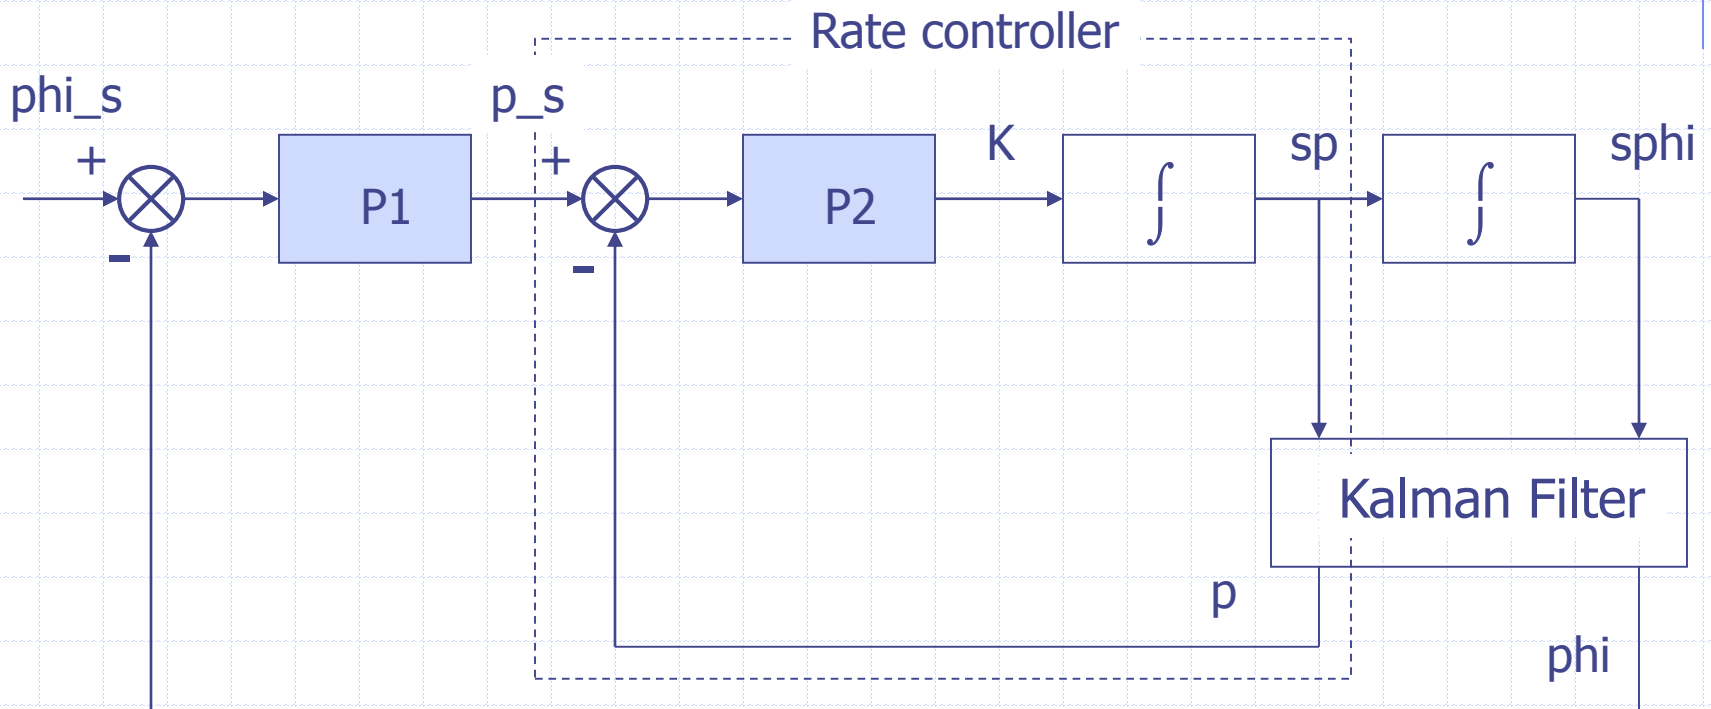 Rate controller
phi_s
p_s
+
+
K
sp
sphi
P1
P2
∫
∫
-
-
Kalman Filter
p
phi